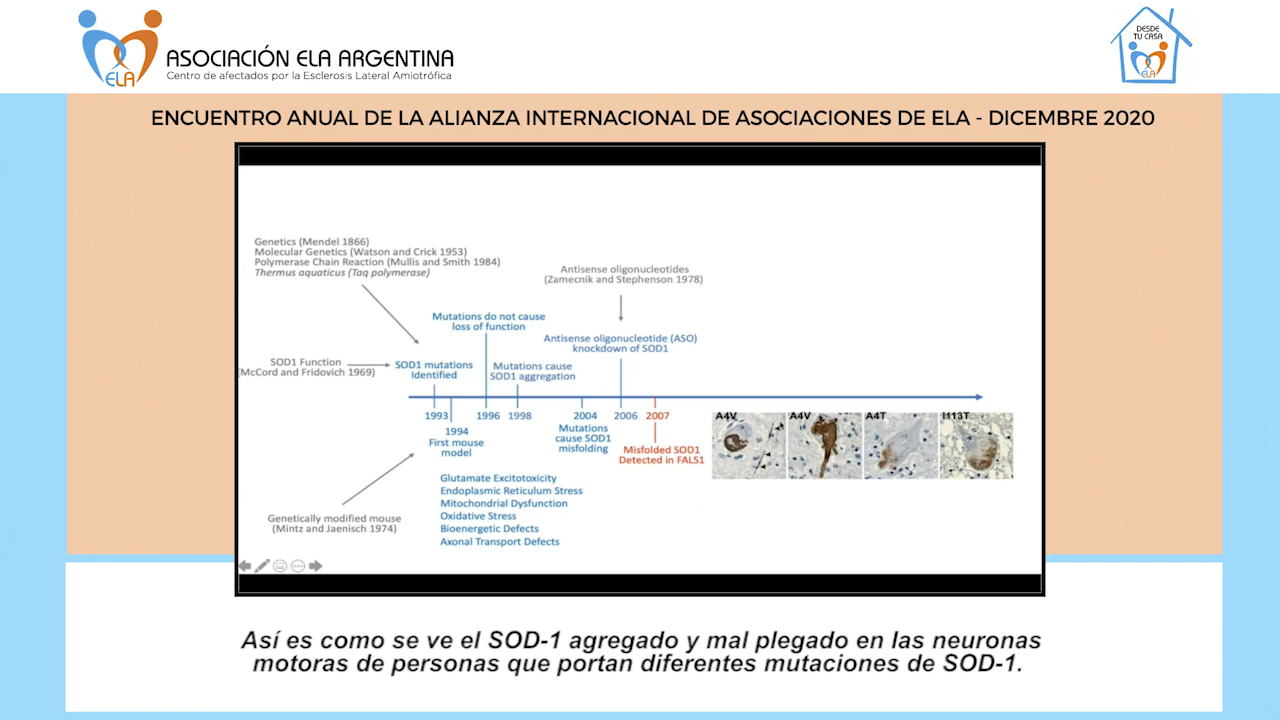 ELA
ASOCIACIÓN ELA ARGENTINA
Centro de afectados por la Esclerosis Lateral Amiotrófica
DESDE
TU CASA
ELA
ENCUENTRO ANUAL DE LA ALIANZA INTERNACIONAL DE ASOCIACIONES DE ELA - DICEMBRE 2020
Genetics (Mendel 1866)
Molecular Genetics (Watson and Crick 1953)
Polymerase Chain Reaction (Mullis and Smith 1984)
Thermus aquaticus (Taq polymerase)
Antisense oligonucleotides
(Zamecnik and Stephenson 1978)
Mutations do not cause
loss of function
Antisense oligonucleotide (ASO)
knockdown of SOD1
SOD1 Function
(McCord and Fridovich 1969)
SOD1 mutations
Identified
Mutations cause
SOD1 aggregation
1993
1996
1998
2004
2006
2007
1994
First mouse
model
Mutations
cause SOD1
misfolding
Misfolded SOD1
Detected in FALS1
A4V
A4V
A4T
I113T
Glutamate Excitotoxicity
Endoplasmic Reticulum Stress
Mitochondrial Dysfunction
Oxidative Stress
Bioenergetic Defects
Axonal Transport Defects
Genetically modified mouse
(Mintz and Jaenisch 1974)
Así es como se ve el SOD-1 agregado y mal plegado en las neuronas
motoras de personas que portan diferentes mutaciones de SOD-1.